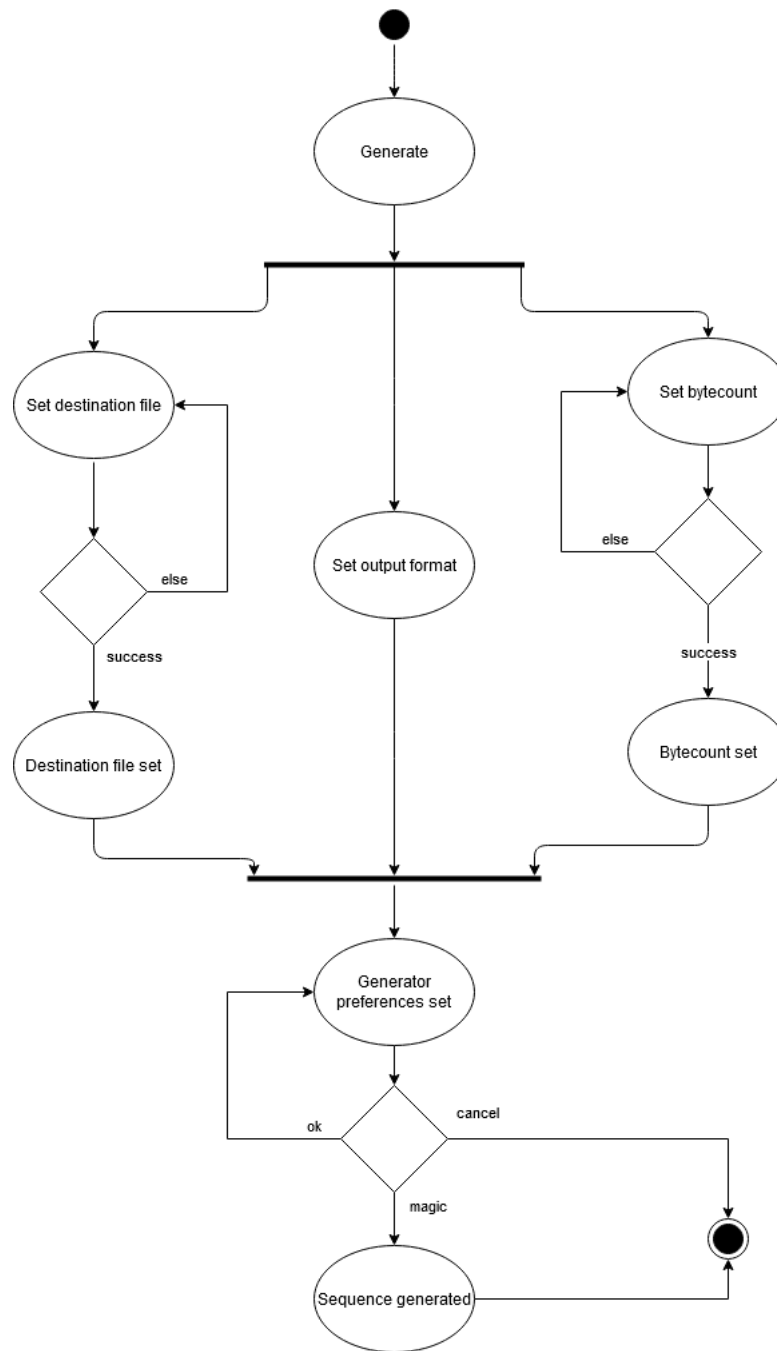 Generate
Set destination file
Set bytecount
else
else
Set output format
success
success
Destination file set
Bytecount set
Generator
preferences set
ok
cancel
magic
Sequence generated